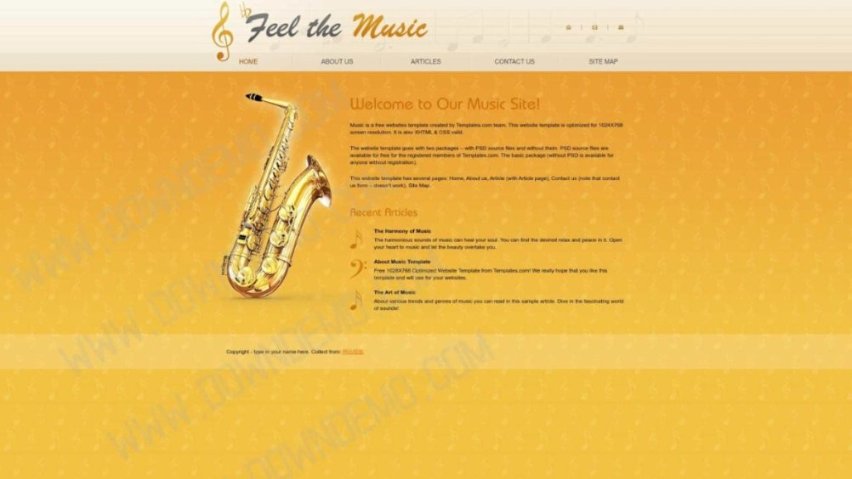 Feel the Music
HOME ABOUT US ARTICLES CONTACT US SITE MAP
Welcome to Our Music Site!
Music is a free websites template created by Templates.com team. This website template is optimized for 1024X768
screen resolution. It is also XHTML & CSS valid.
The website template goes with two packages – with PSD source files and without them. PSD source files are
available for free for the registered members of Templates.com. The basic package (without PSD is available for
anyone without registration).
This website template has several pages: Home, About us, Article (with Article page), Contact us (note that contact
us form – doesn't work), Site Map.
Recent Articles
The Harmony of Music
The harmonious sounds of music can heal your soul. You can find the desired relax and peace in it. Open
your heart to music and let the beauty overtake you.
About Music Template
Free 1028X768 Optimized Website Template from Templates.com! We really hope that you like this
template and will use for your websites.
The Art of Music
About various trends and genres of music you can read in this sample article. Dive in the fascinating world
of sounds!
Copyright - type in your name here. Collect from:
WWW.DOWNDEMO.COM